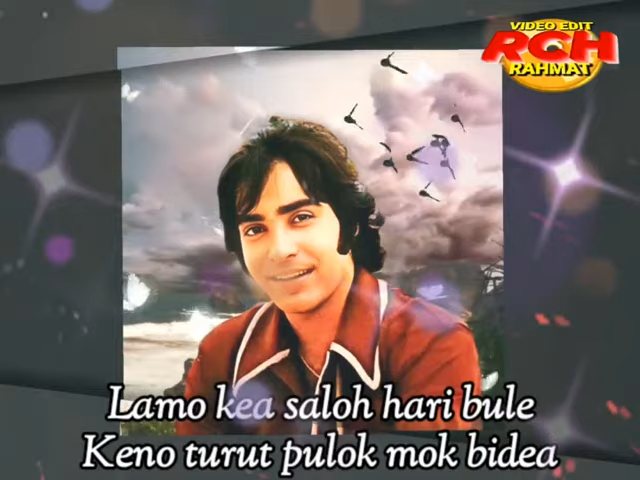 VIDEO EDIT
RCH
RAHMAT
Lamo kea saloh hari bule
Keno turut pulok mok bidea